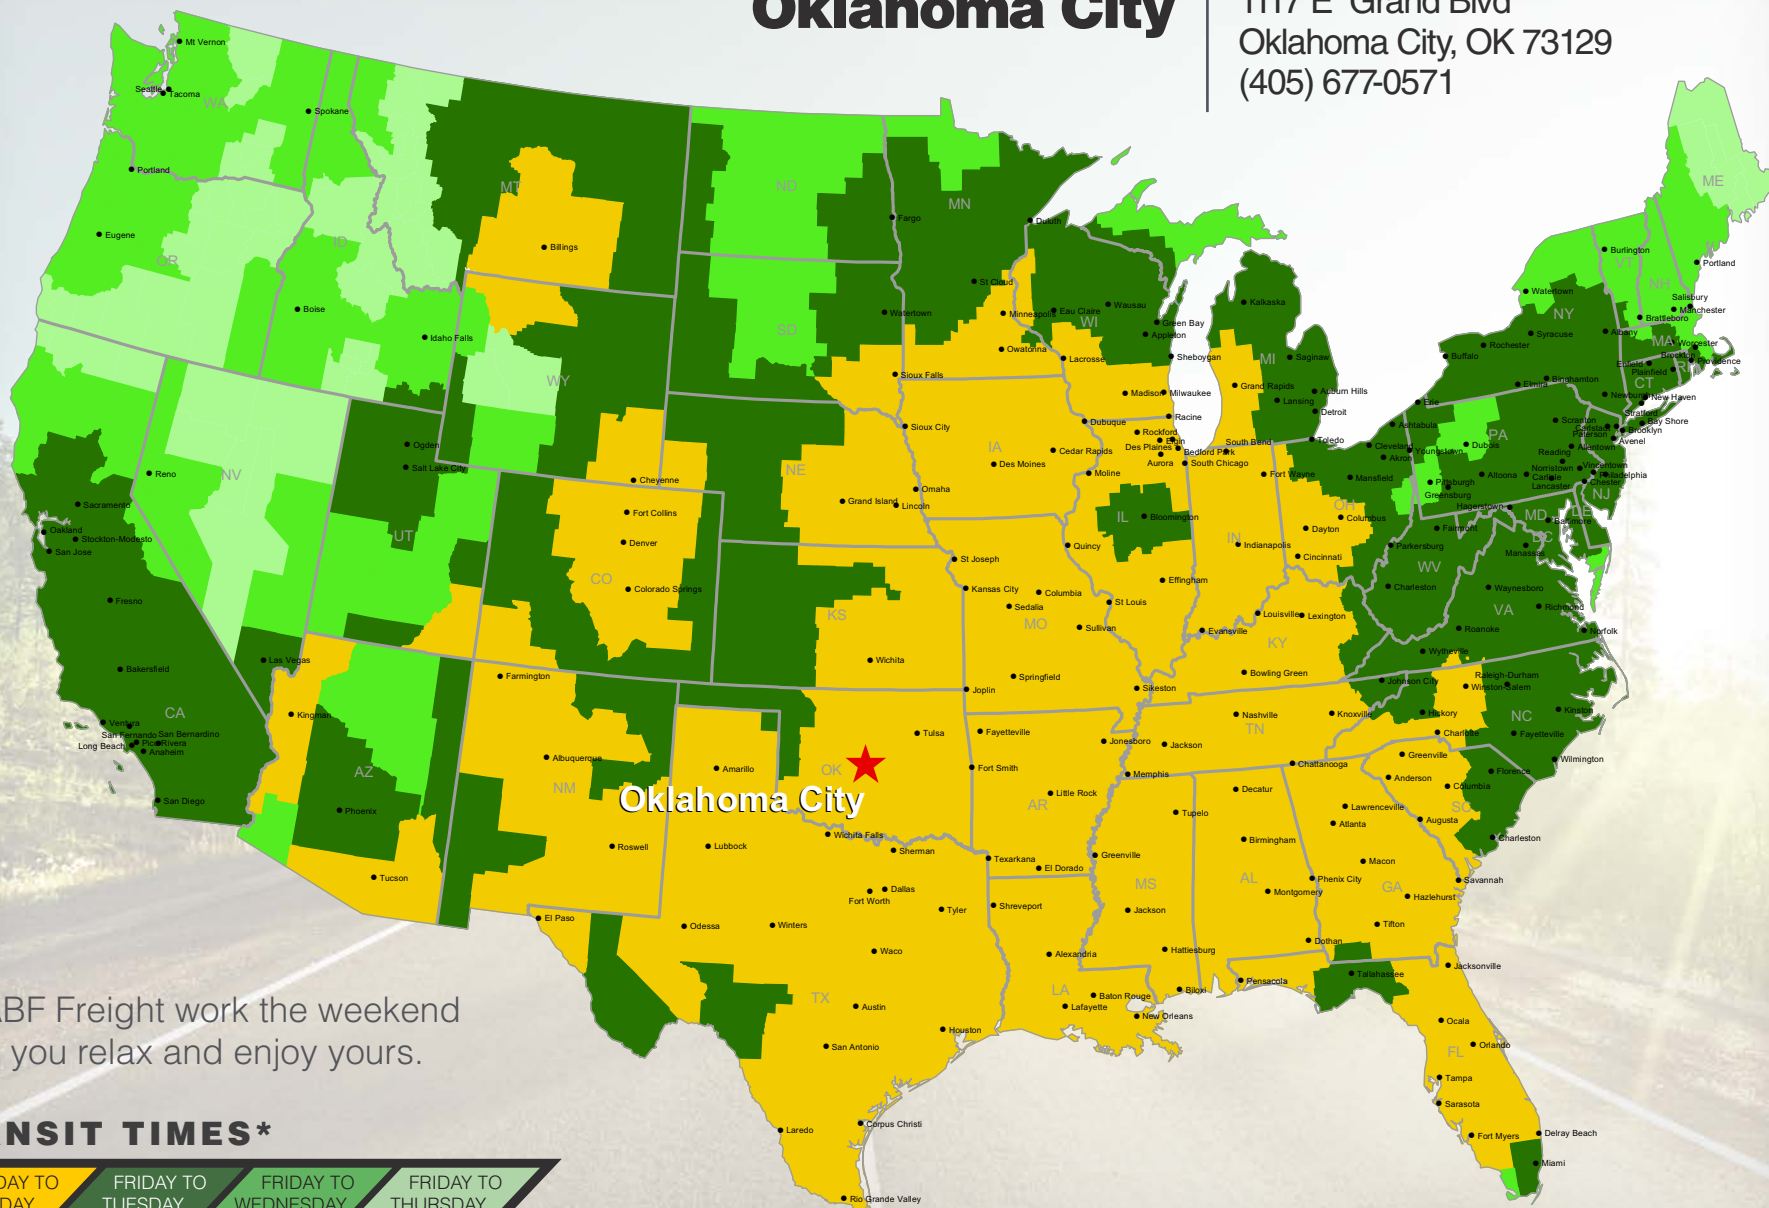 Oklahoma City
1117 E Grand Blvd
Oklahoma City, OK 73129
(405) 677-0571
Mt Vernon
Seattle
Tacoma
WA
Spokane
Portland
Eugene
OR
ID
Boise
Idaho Falls
MT
Billings
ND
Fargo
MN
Duluth
St Cloud
Minneapolis
Owatonna
SD
Watertown
Sioux Falls
WY
Cheyenne
WI
Eau Claire
Wausau
Green Bay
Appleton
Lacrosse
Sheboygan
Madison
Milwaukee
Racine
MI
Kalkaska
Saginaw
Grand Rapids
Lansing
Auburn Hills
Detroit
ME
Burlington
VT
NH
Portland
Salisbury
Manchester
Brattleboro
Watertown
NY
Syracuse
Rochester
Buffalo
Albany
MA
Worcester
Brockton
Providence
RI
Enfield
Plainfield
CT
Binghamton
Elmira
Newburgh
New Haven
Stratford
Bay Shore
Brooklyn
Carlstadt
Paterson
Avenel
Erie
Scranton
Allentown
PA
Dubois
Reading
Norristown
Vincentown
Philadelphia
Altoona
Carlisle
Lancaster
Chester
Pittsburgh
Greensburg
NJ
Hagerstown
MD
DE
Baltimore
DC
Manassas
Ashtabula
Cleveland
Youngstown
Akron
Toledo
Mansfield
OH
Columbus
Dayton
Cincinnati
Fairmont
Parkersburg
WV
Charleston
Waynesboro
VA
Richmond
Norfolk
Roanoke
Wytheville
NV
Reno
Sacramento
Oakland
Stockton-Modesto
San Jose
Fresno
Bakersfield
CA
Ventura
San Fernando
San Bernardino
Long Beach
Pico Rivera
Anaheim
San Diego
Las Vegas
Ogden
Salt Lake City
UT
Kingman
AZ
Phoenix
Tucson
Fort Collins
Denver
CO
Colorado Springs
Farmington
Albuquerque
NM
Roswell
El Paso
NE
Sioux City
Omaha
Grand Island
Lincoln
KS
Wichita
IA
Des Moines
Cedar Rapids
Dubuque
Moline
Rockford
Elgin
Des Plaines
Bedford Park
Aurora
South Chicago
South Bend
Fort Wayne
IL
Bloomington
IN
Indianapolis
Quincy
Effingham
St Joseph
Kansas City
Columbia
Sedalia
St Louis
MO
Sullivan
Springfield
Joplin
Sikeston
Evansville
Louisville
Lexington
KY
Bowling Green
Tulsa
OK
Oklahoma City
Amarillo
Wichita Falls
Lubbock
Sherman
Dallas
Fort Worth
Tyler
Odessa
Winters
Waco
TX
Austin
Houston
San Antonio
Laredo
Corpus Christi
Rio Grande Valley
Fayetteville
Fort Smith
Jonesboro
Little Rock
AR
Texarkana
El Dorado
Shreveport
Alexandria
LA
Baton Rouge
Lafayette
New Orleans
Nashville
Knoxville
TN
Jackson
Memphis
Chattanooga
Johnson City
Tupelo
Greenville
MS
Jackson
Hattiesburg
Biloxi
Decatur
Birmingham
AL
Montgomery
Dothan
Phenix City
Lawrenceville
Atlanta
Macon
GA
Hazlehurst
Tifton
Savannah
Augusta
Raleigh-Durham
Winston-Salem
Hickory
NC
Kinston
Charlotte
Fayetteville
Wilmington
Greenville
Anderson
Florence
Columbia
SC
Charleston
Pensacola
Tallahassee
Jacksonville
Ocala
Orlando
FL
Tampa
Sarasota
Fort Myers
Delray Beach
Miami
ABF Freight work the weekend
you relax and enjoy yours.
NSIT TIMES*
DAY TO
DAY
FRIDAY TO
TUESDAY
FRIDAY TO
WEDNESDAY
FRIDAY TO
THURSDAY